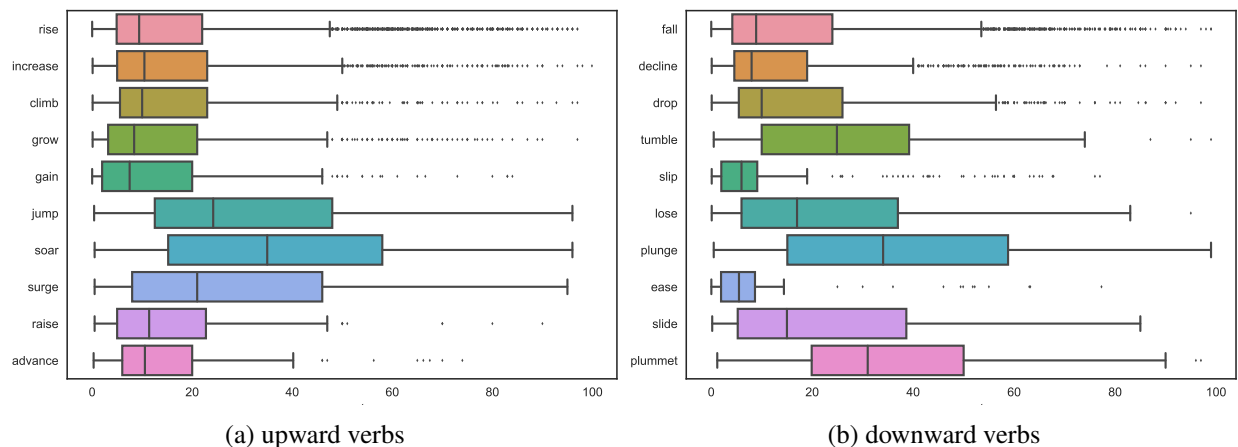 rise
increase
climb
grow
gain
jump
soar
surge
raise
advance
0 20 40 60 80 100
(a) upward verbs
fall
decline
drop
tumble
slip
lose
plunge
ease
slide
plummet
0 20 40 60 80 100
(b) downward verbs